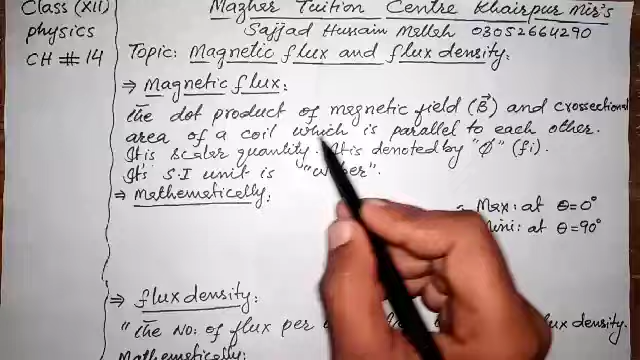 Class (XII)
physics
CH # 14
Mazher Tuition Centre Khairpur Mir's
Sajjad Hussain Melleh 03052664290
Topic: Magnetic flux and flux density.
⇒ Magnetic flux:
The dot product of magnetic field (B⃗) and crossectional
area of a coil which is parallel to each other.
It is scaler quantity. It is denoted by "Ø" (fi).
It's S.I unit is "weber".
⇒ Mathematically:
Max: at θ=0°
Mini: at θ=90°
⇒ flux density:
"The No: of flux per flux density.
Mathematically: